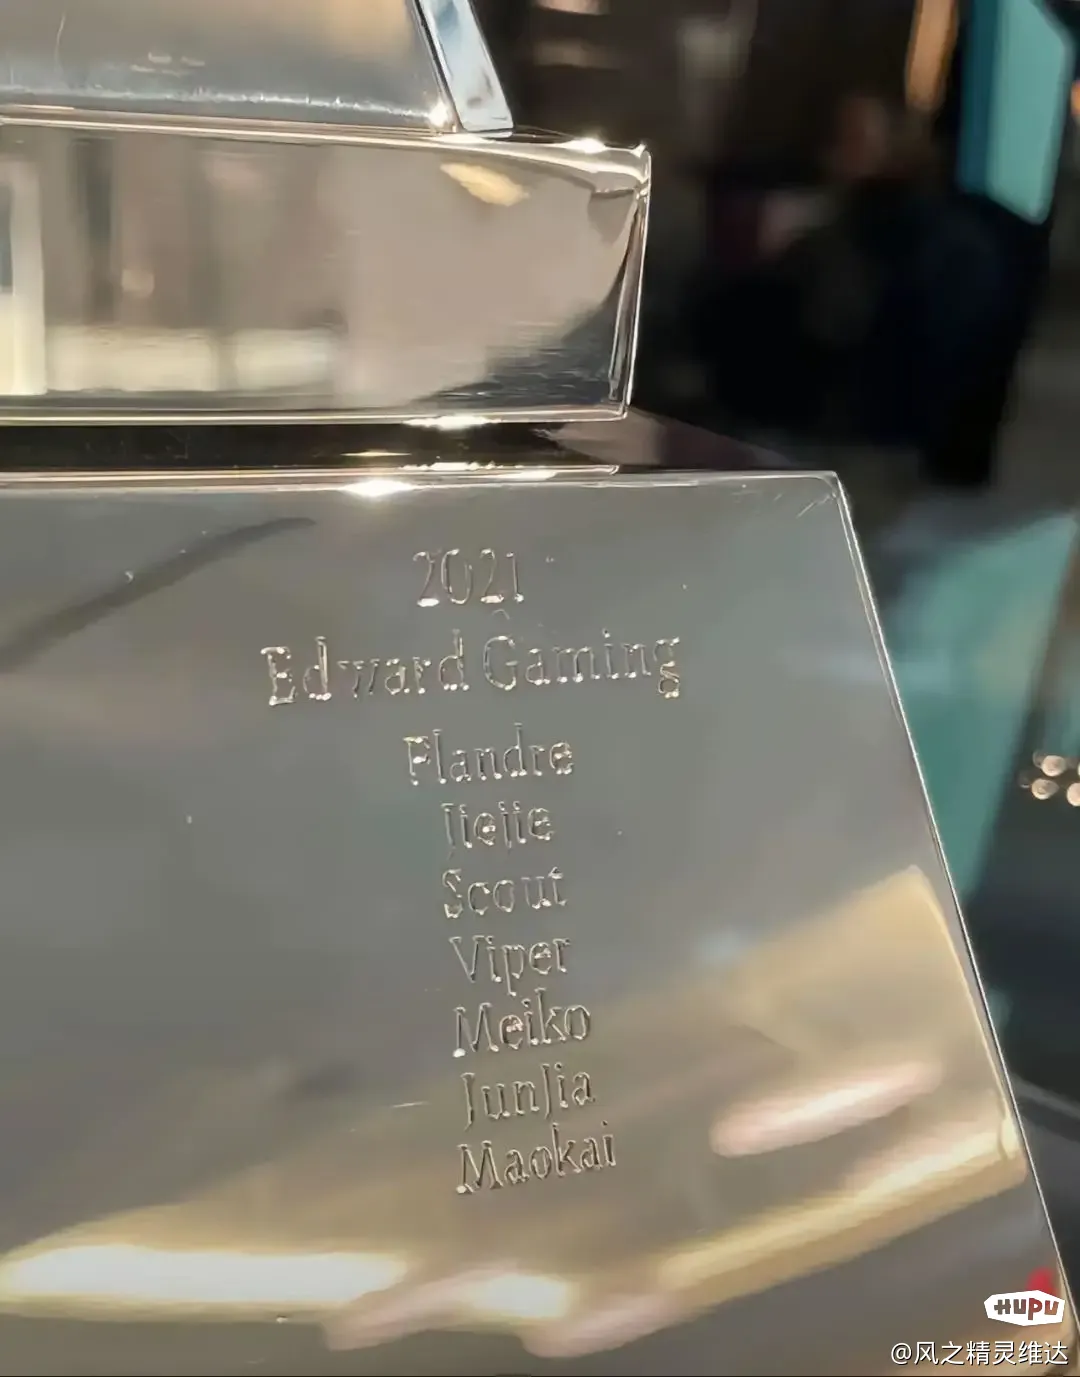 2021
Edward Gaming
Flandre
Jiejie
Scout
Viper
Meiko
JunJia
Maokai
HUPU
@风之精灵维达